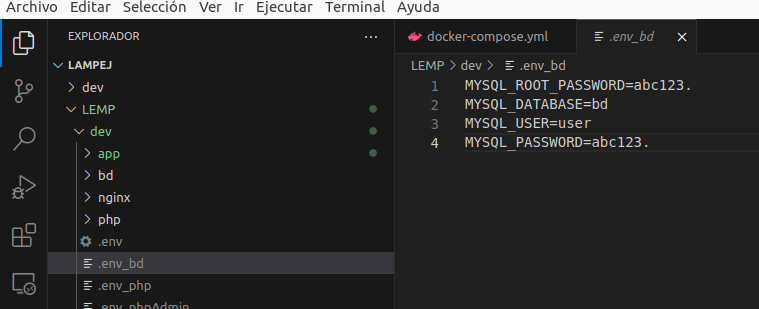 Archivo Editar Selección Ver Ir Ejecutar Terminal Ayuda
EXPLORADOR ...
LAMPEJ
dev
LEMP
dev
app
bd
nginx
php
.env
.env_bd
.env_php
.env_phpAdmin
docker-compose.yml .env_bd
LEMP > dev > .env_bd
1 MYSQL_ROOT_PASSWORD=abc123.
2 MYSQL_DATABASE=bd
3 MYSQL_USER=user
4 MYSQL_PASSWORD=abc123.